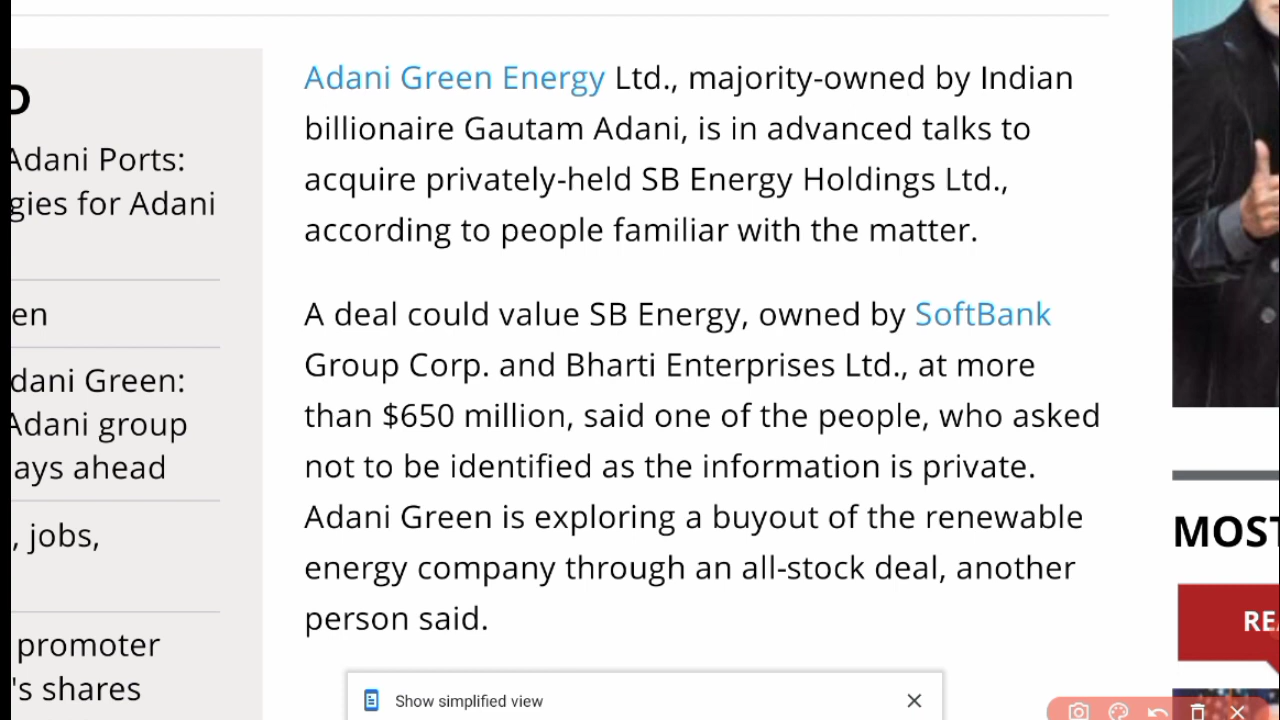 Adani Green Energy Ltd., majority-owned by Indian
billionaire Gautam Adani, is in advanced talks to
acquire privately-held SB Energy Holdings Ltd.,
according to people familiar with the matter.
A deal could value SB Energy, owned by SoftBank
Group Corp. and Bharti Enterprises Ltd., at more
than $650 million, said one of the people, who asked
not to be identified as the information is private.
Adani Green is exploring a buyout of the renewable
energy company through an all-stock deal, another
person said.
Adani Ports:
gies for Adani
en
dani Green:
Adani group
ays ahead
, jobs,
promoter
's shares
MOST
RE
Show simplified view